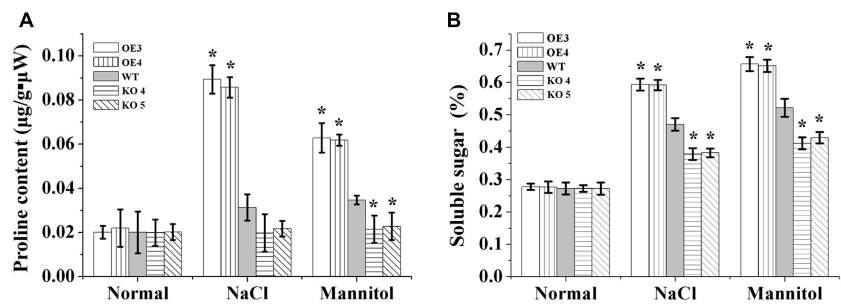 A
Proline content (μg/g•μW)
0.10
0.08
0.06
0.04
0.02
0.00
OE3
OE4
WT
KO 4
KO 5
* * * * * *
Normal NaCl Mannitol
B
Soluble sugar (%)
0.7
0.6
0.5
0.4
0.3
0.2
0.1
0.0
OE3
OE4
WT
KO 4
KO 5
* * * * * * * *
Normal NaCl Mannitol